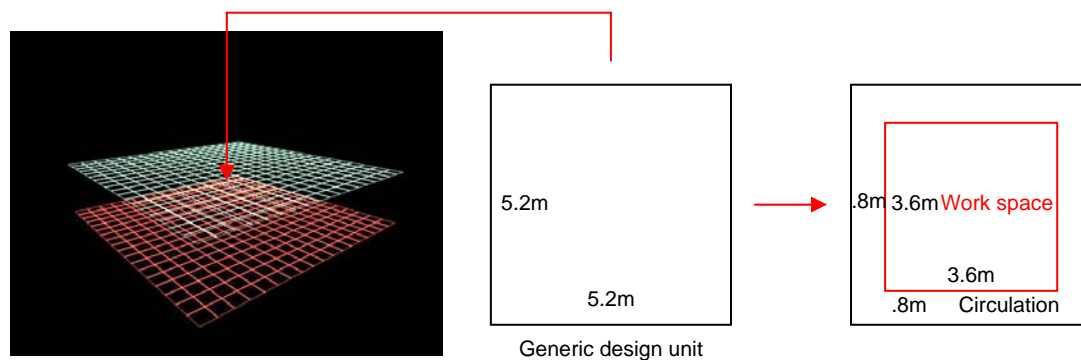 5.2m
5.2m
Generic design unit
.8m 3.6m Work space
3.6m
.8m Circulation